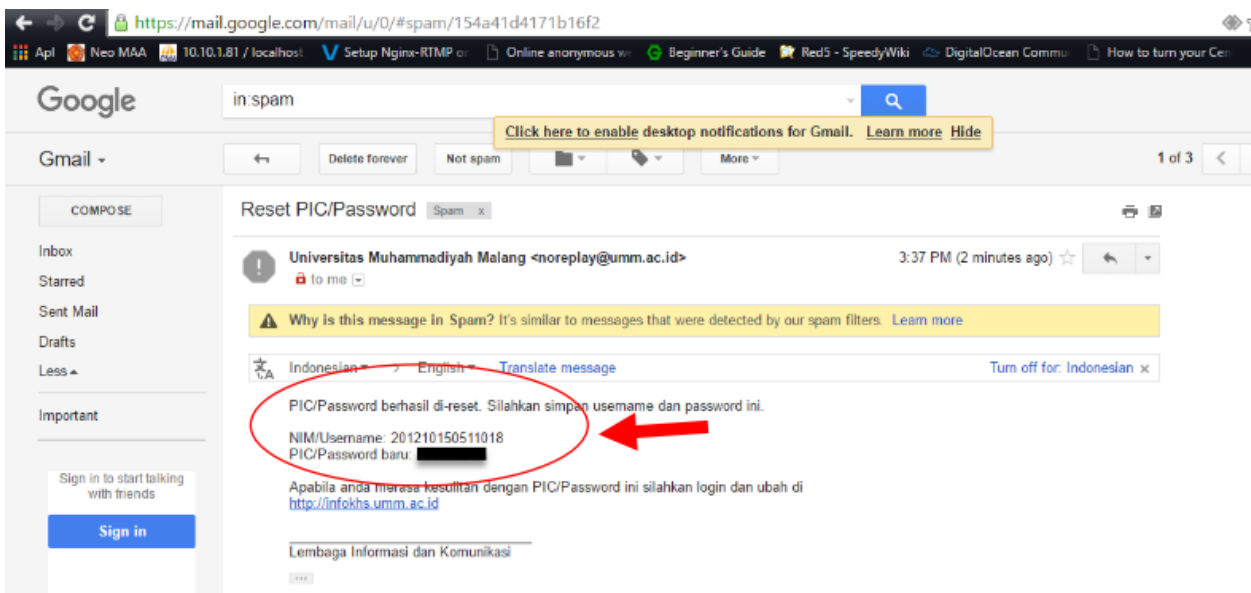 https://mail.google.com/mail/u/0/#spam/154a41d4171b16f2
Apl Neo MAA 10.10.1.81 / localhost Setup Nginx-RTMP on Online anonymous we Beginner's Guide Red5 - SpeedyWiki DigitalOcean Commu How to turn your Cen
Google in:spam
Click here to enable desktop notifications for Gmail. Learn more Hide
Gmail Delete forever Not spam More 1 of 3
COMPOSE Reset PIC/Password Spam x
Inbox
Starred
Sent Mail
Drafts
Less
Important
Sign in to start talking
with friends
Sign in
Universitas Muhammadiyah Malang <noreplay@umm.ac.id> 3:37 PM (2 minutes ago)
to me
Why is this message in Spam? It's similar to messages that were detected by our spam filters. Learn more
Indonesian > English Translate message Turn off for: Indonesian x
PIC/Password berhasil di-reset. Silahkan simpan username dan password ini.
NIM/Username: 201210150511018
PIC/Password baru:
Apabila anda merasa kesulitan dengan PIC/Password ini silahkan login dan ubah di
http://infokhs.umm.ac.id
Lembaga Informasi dan Komunikasi